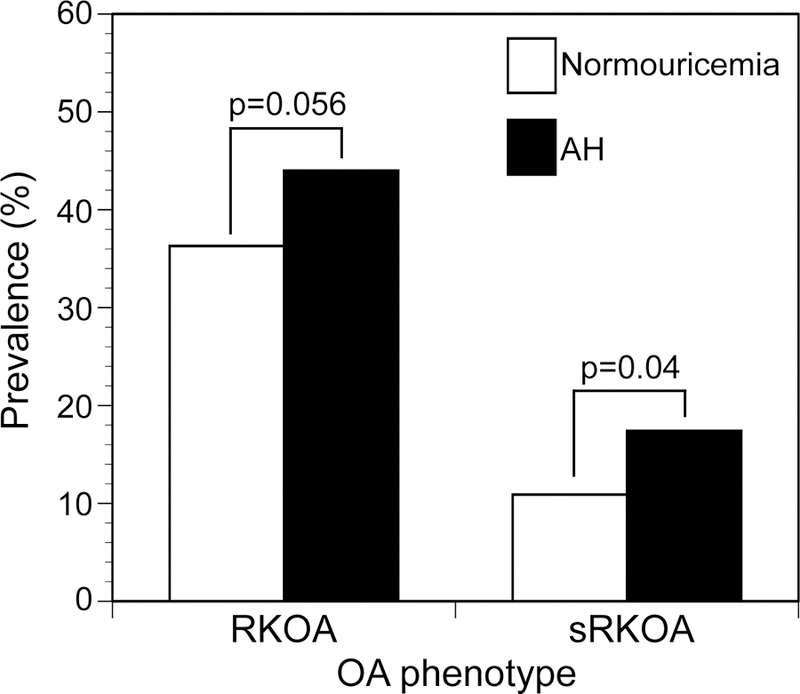 60
50
40
30
20
10
0
Prevalence (%)
Normouricemia
AH
p=0.056
p=0.04
RKOA
sRKOA
OA phenotype